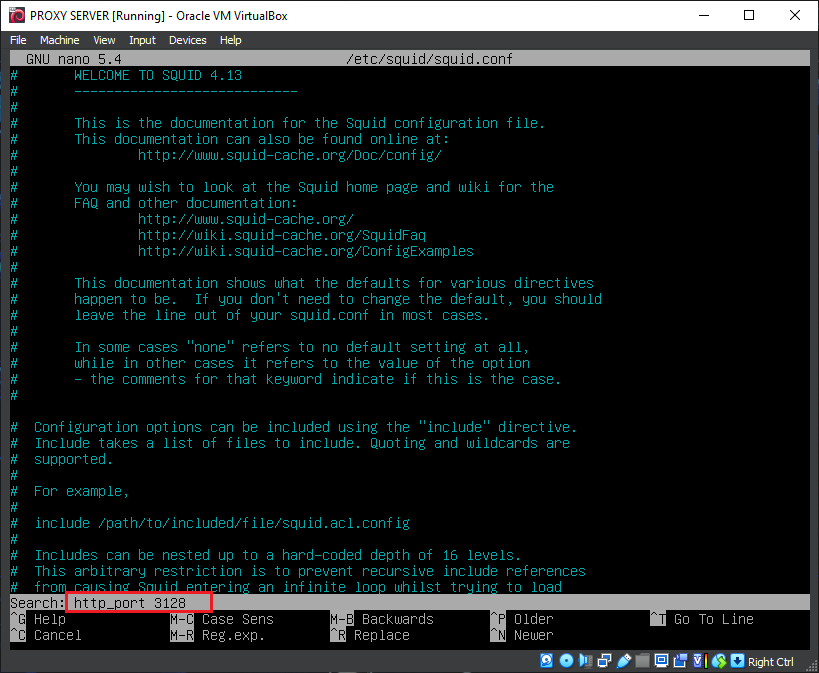 PROXY SERVER [Running] - Oracle VM VirtualBox
File Machine View Input Devices Help
GNU nano 5.4 /etc/squid/squid.conf
# WELCOME TO SQUID 4.13
# ----------------------------
#
# This is the documentation for the Squid configuration file.
# This documentation can also be found online at:
# http://www.squid-cache.org/Doc/config/
#
# You may wish to look at the Squid home page and wiki for the
# FAQ and other documentation:
# http://www.squid-cache.org/
# http://wiki.squid-cache.org/SquidFaq
# http://wiki.squid-cache.org/ConfigExamples
#
# This documentation shows what the defaults for various directives
# happen to be. If you don't need to change the default, you should
# leave the line out of your squid.conf in most cases.
#
# In some cases "none" refers to no default setting at all,
# while in other cases it refers to the value of the option
# - the comments for that keyword indicate if this is the case.
#
# Configuration options can be included using the "include" directive.
# Include takes a list of files to include. Quoting and wildcards are
# supported.
#
# For example,
#
# include /path/to/included/file/squid.acl.config
#
# Includes can be nested up to a hard-coded depth of 16 levels.
# This arbitrary restriction is to prevent recursive include references
# from causing Squid entering an infinite loop whilst trying to load
Search: http_port 3128
^G Help M-C Case Sens M-B Backwards ^P Older ^T Go To Line
^C Cancel M-R Reg.exp. ^R Replace ^N Newer
Right Ctrl